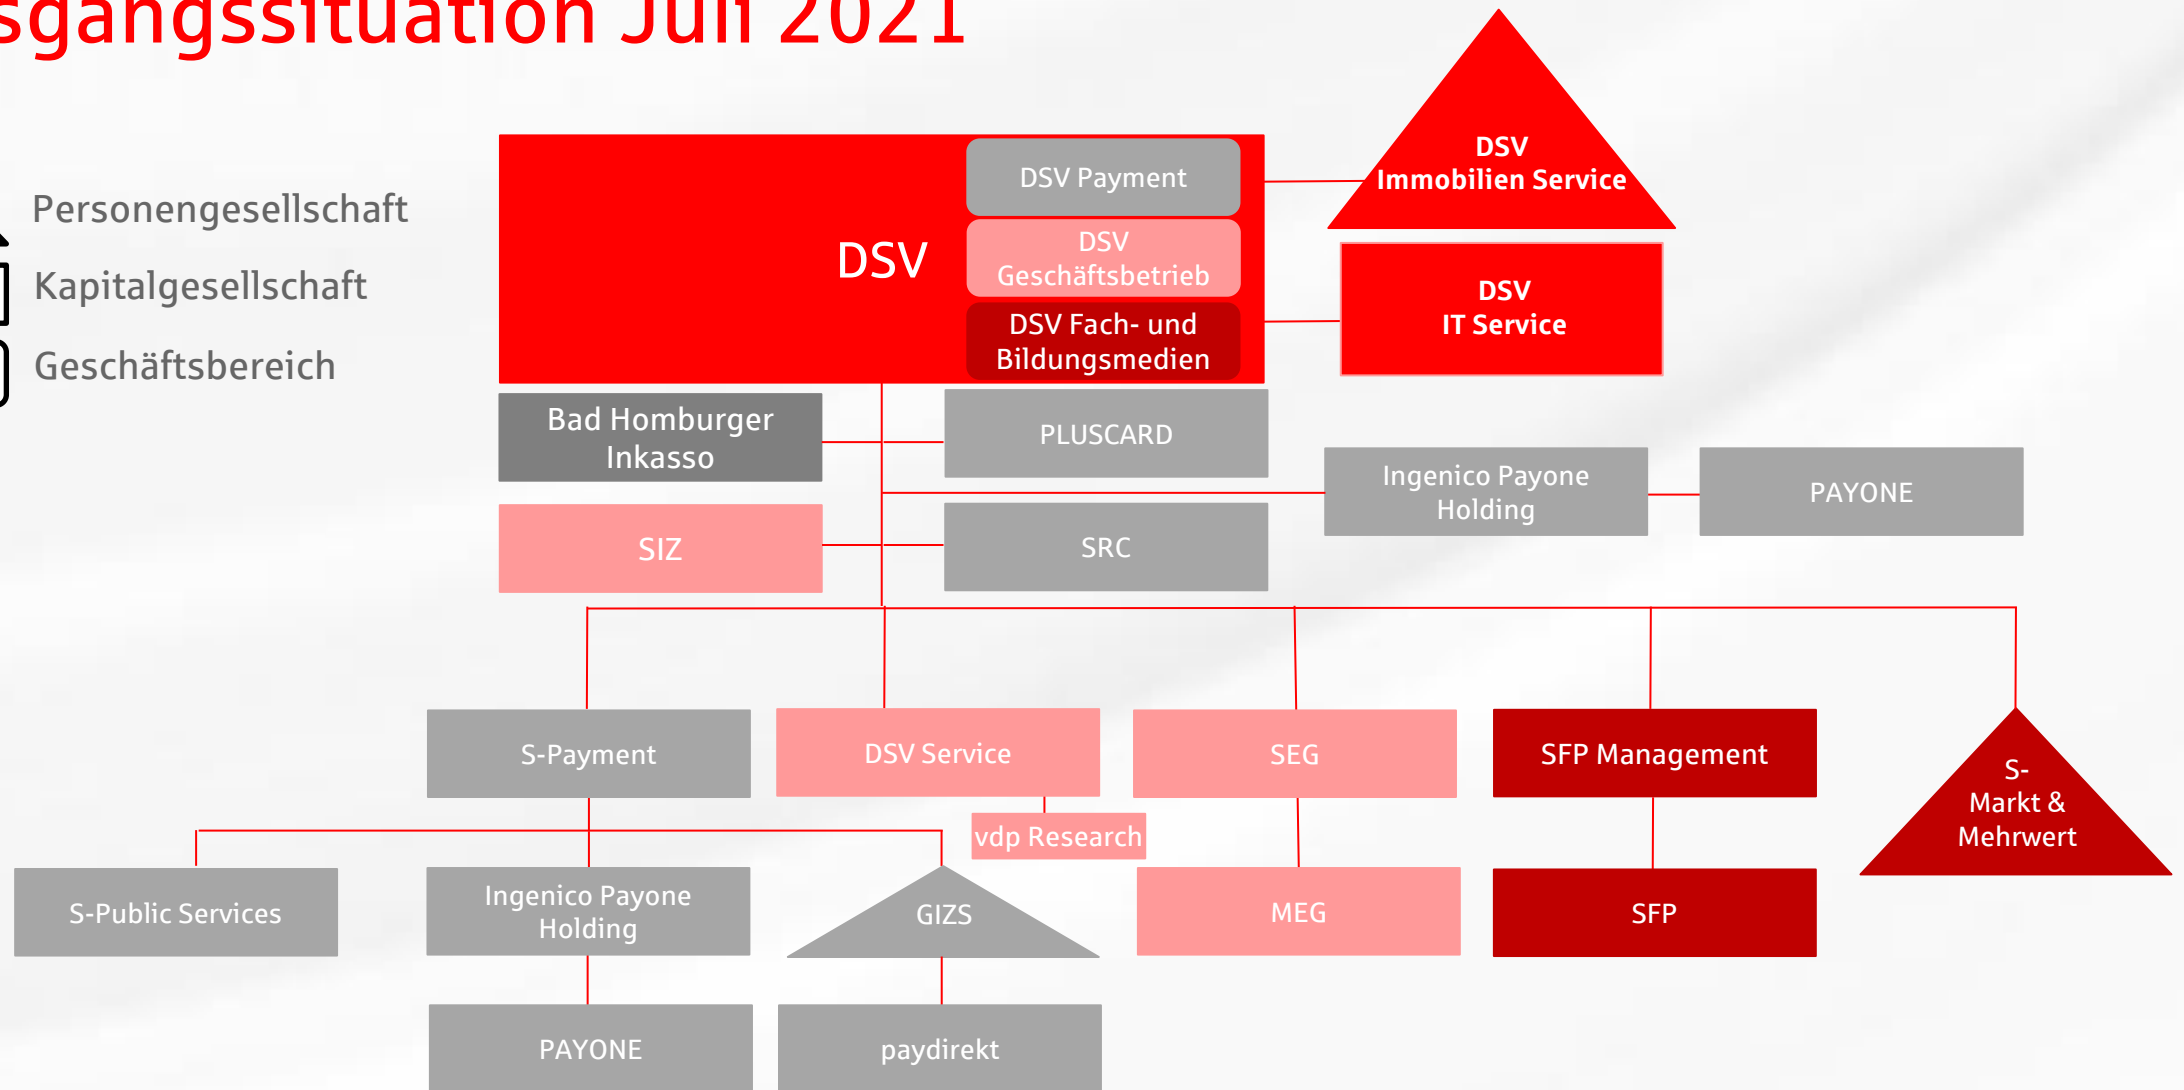 sgangssituation Juli 2021
Personengesellschaft
Kapitalgesellschaft
Geschäftsbereich
DSV
DSV Payment
DSV
Geschäftsbetrieb
DSV Fach- und
Bildungsmedien
DSV
Immobilien Service
DSV
IT Service
Bad Homburger
Inkasso
PLUSCARD
Ingenico Payone
Holding
PAYONE
SIZ
SRC
S-Payment
DSV Service
SEG
SFP Management
S-
Markt &
Mehrwert
vdp Research
S-Public Services
Ingenico Payone
Holding
GIZS
MEG
SFP
PAYONE
paydirekt